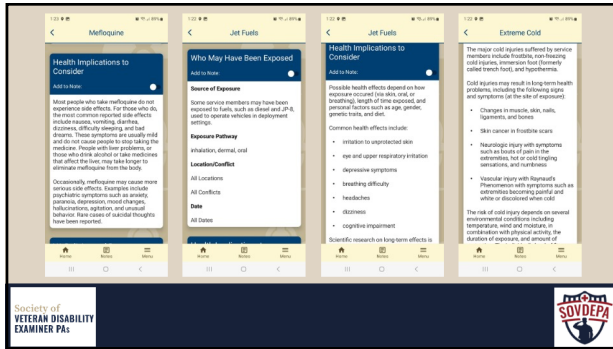 1:22
89%
Mefloquine
Health Implications to
Consider
Add to Note:
Most people who take mefloquine do not
experience side effects. For those who do,
the most common reported side effects
include nausea, vomiting, diarrhea,
dizziness, difficulty sleeping, and bad
dreams. These symptoms are usually mild
and do not cause people to stop taking the
medicine. People with liver problems, or
those who drink alcohol or take medicines
that affect the liver, may take longer to
eliminate mefloquine from the body.
Occasionally, mefloquine may cause more
serious side effects. Examples include
psychiatric symptoms such as anxiety,
paranoia, depression, mood changes,
hallucinations, agitation, and unusual
behavior. Rare cases of suicidal thoughts
have been reported.
Home Notes Menu
1:23
89%
Jet Fuels
Who May Have Been Exposed
Add to Note:
Source of Exposure
Some service members may have been
exposed to fuels, such as diesel and JP-8,
used to operate vehicles in deployment
settings.
Exposure Pathway
inhalation, dermal, oral
Location/Conflict
All Locations
All Conflicts
Date
All Dates
Home Notes Menu
1:23
89%
Jet Fuels
Health Implications to
Consider
Add to Note:
Possible health effects depend on how
exposure occured (via skin, oral, or
breathing), length of time exposed, and
personal factors such as age, gender,
genetic traits, and diet.
Common health effects include:
• irritation to unprotected skin
• eye and upper respiratory irritation
• depressive symptoms
• breathing difficulty
• headaches
• dizziness
• cognitive impairment
Scientific research on long-term effects is
Home Notes Menu
1:22
89%
Extreme Cold
The major cold injuries suffered by service
members include frostbite, non-freezing
cold injuries, immersion foot (formerly
called trench foot), and hypothermia.
Cold injuries may result in long-term health
problems, including the following signs
and symptoms (at the site of exposure):
• Changes in muscle, skin, nails,
ligaments, and bones
• Skin cancer in frostbite scars
• Neurologic injury with symptoms
such as bouts of pain in the
extremities, hot or cold tingling
sensations, and numbness
• Vascular injury with Raynaud's
Phenomenon with symptoms such as
extremities becoming painful and
white or discolored when cold
The risk of cold injury depends on several
environmental conditions including
temperature, wind and moisture, in
combination with physical activity, the
duration of exposure, and amount of
Home Notes Menu
Society of
VETERAN DISABILITY
EXAMINER PAs
SOVDEPA